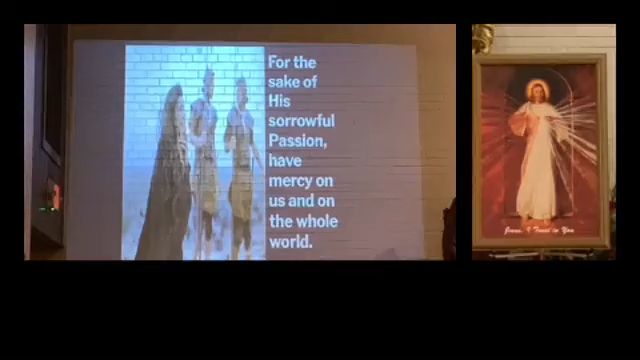 For the
sake of
His
sorrowful
Passion,
have
mercy on
us and on
the whole
world.
Jesus, I Trust in You